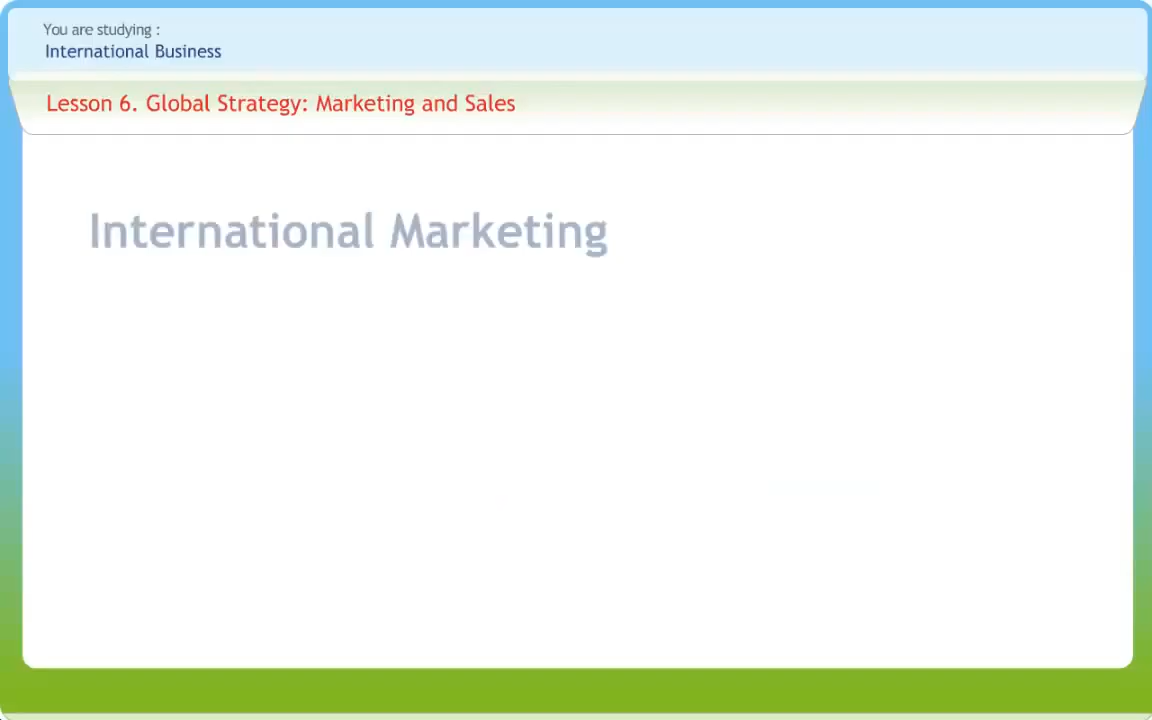 You are studying :
International Business
Lesson 6. Global Strategy: Marketing and Sales
International Marketing